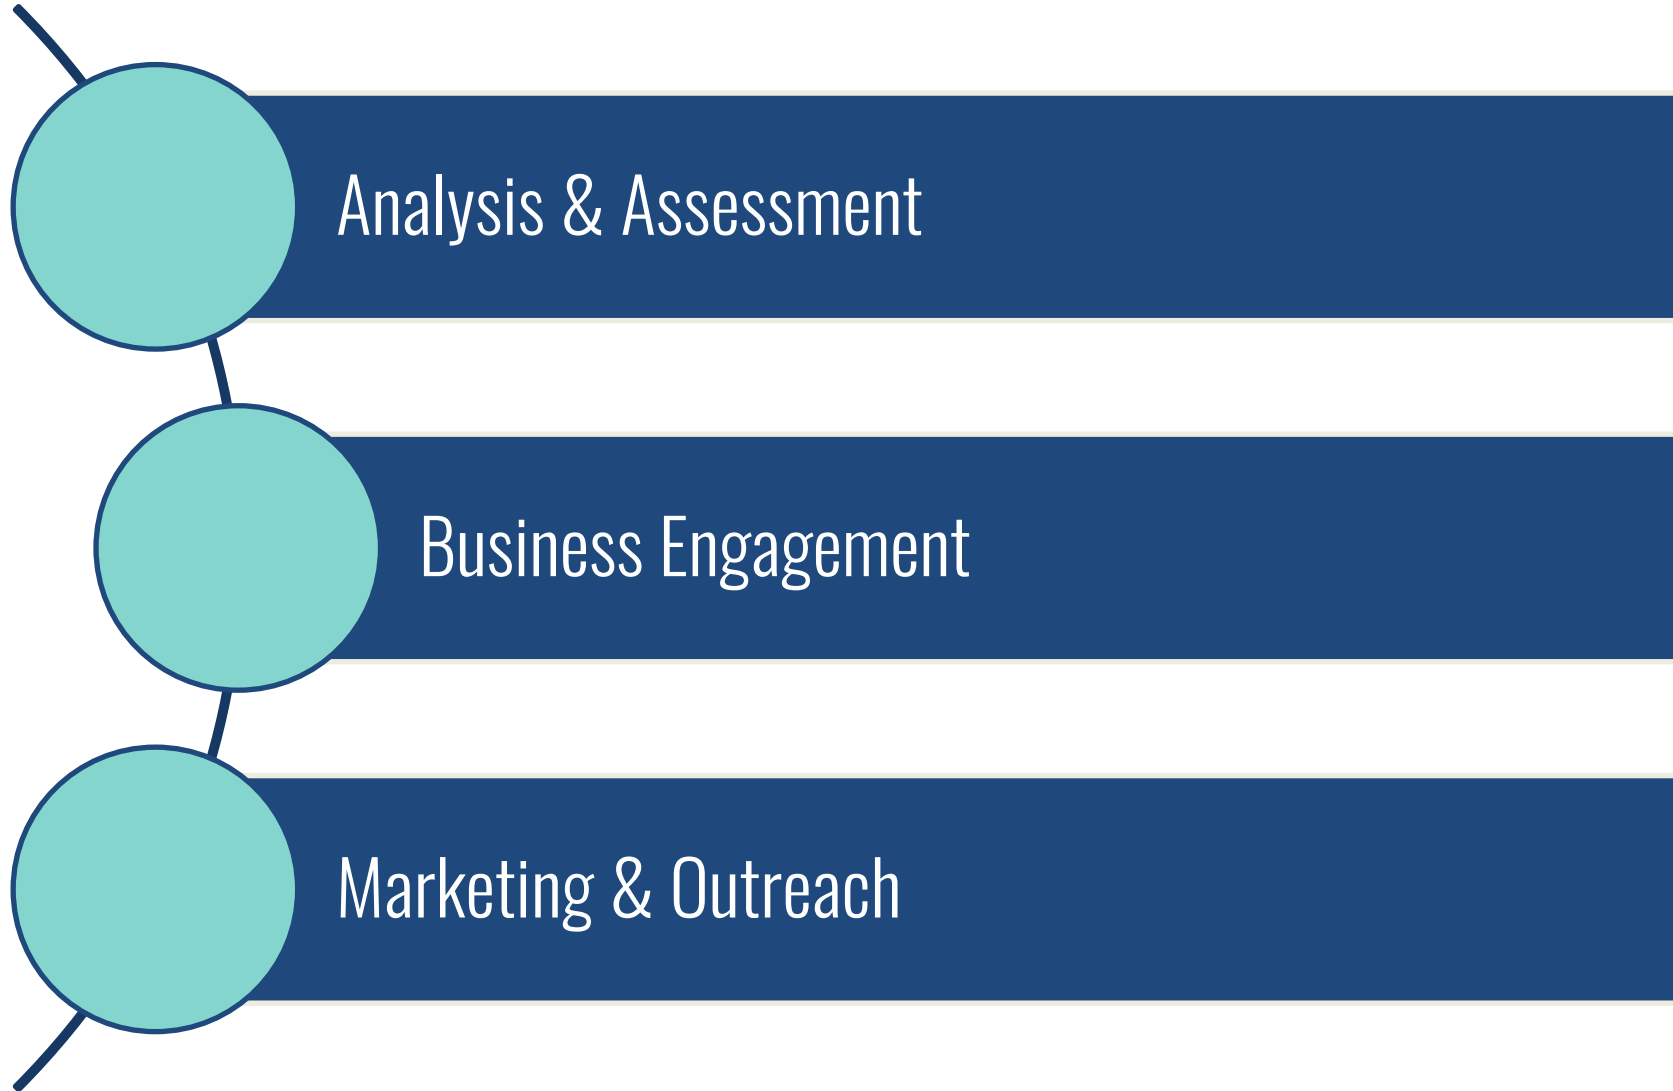 Analysis & Assessment
Business Engagement
Marketing & Outreach